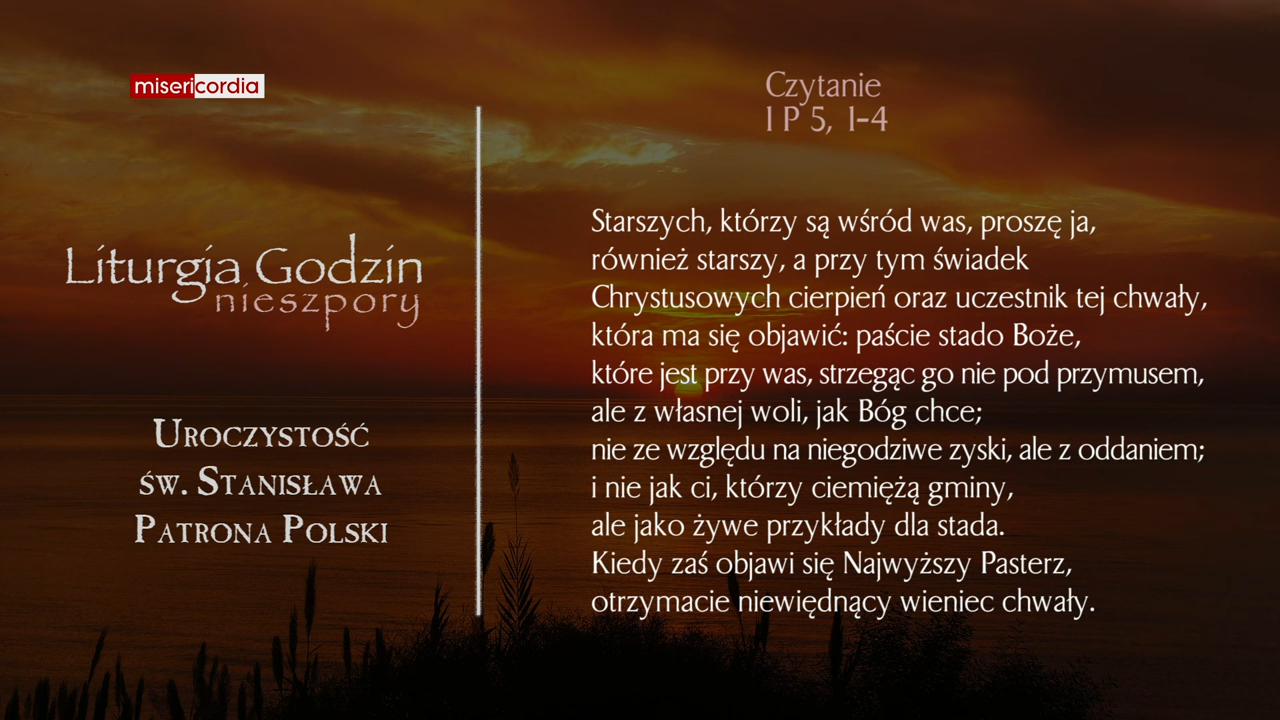 misericordia
Liturgia Godzin
nieszpory
Uroczystość
św. Stanisława
Patrona Polski
Czytanie
1 P 5, 1-4
Starszych, którzy są wśród was, proszę ja,
również starszy, a przy tym świadek
Chrystusowych cierpień oraz uczestnik tej chwały,
która ma się objawić: paście stado Boże,
które jest przy was, strzegąc go nie pod przymusem,
ale z własnej woli, jak Bóg chce;
nie ze względu na niegodziwe zyski, ale z oddaniem;
i nie jak ci, którzy ciemiężą gminy,
ale jako żywe przykłady dla stada.
Kiedy zaś objawi się Najwyższy Pasterz,
otrzymacie niewiędnący wieniec chwały.